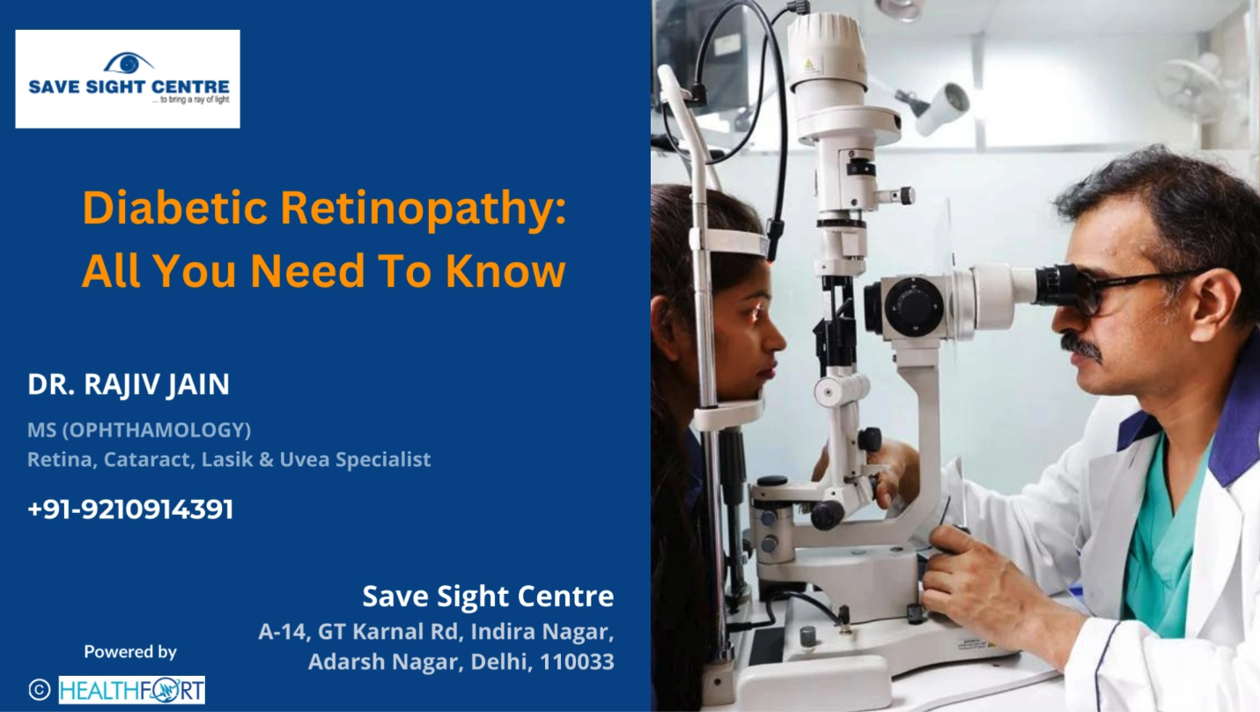 SAVE SIGHT CENTRE
... to bring a ray of light
Diabetic Retinopathy:
All You Need To Know
DR. RAJIV JAIN
MS (OPHTHAMOLOGY)
Retina, Cataract, Lasik & Uvea Specialist
+91-9210914391
Save Sight Centre
A-14, GT Karnal Rd, Indira Nagar,
Adarsh Nagar, Delhi, 110033
Powered by
© HEALTHFORT